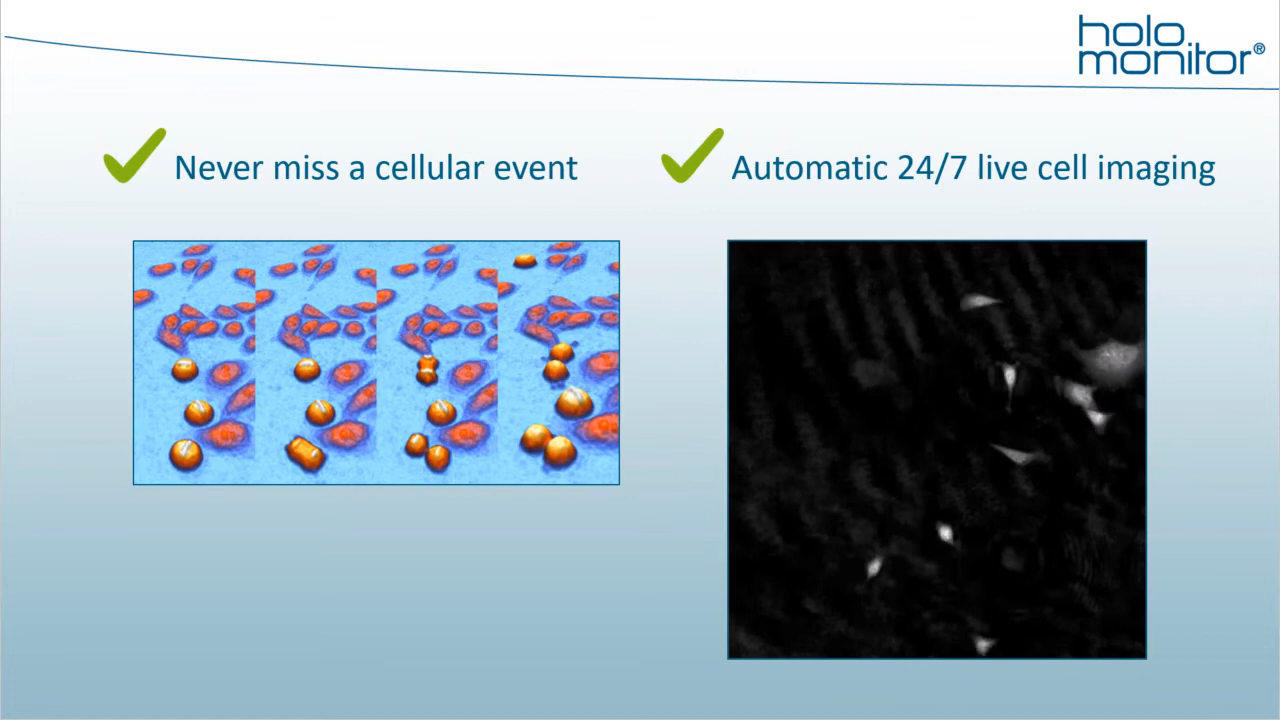 holo
monitor®
Never miss a cellular event
Automatic 24/7 live cell imaging